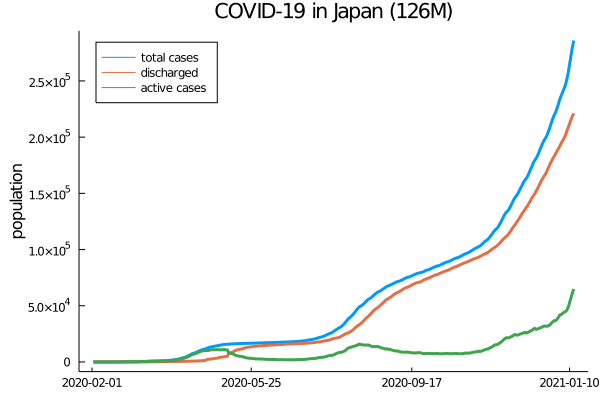 COVID-19 in Japan (126M)
total cases
discharged
active cases
population
2.5×10⁵
2.0×10⁵
1.5×10⁵
1.0×10⁵
5.0×10⁴
0
2020-02-01
2020-05-25
2020-09-17
2021-01-10